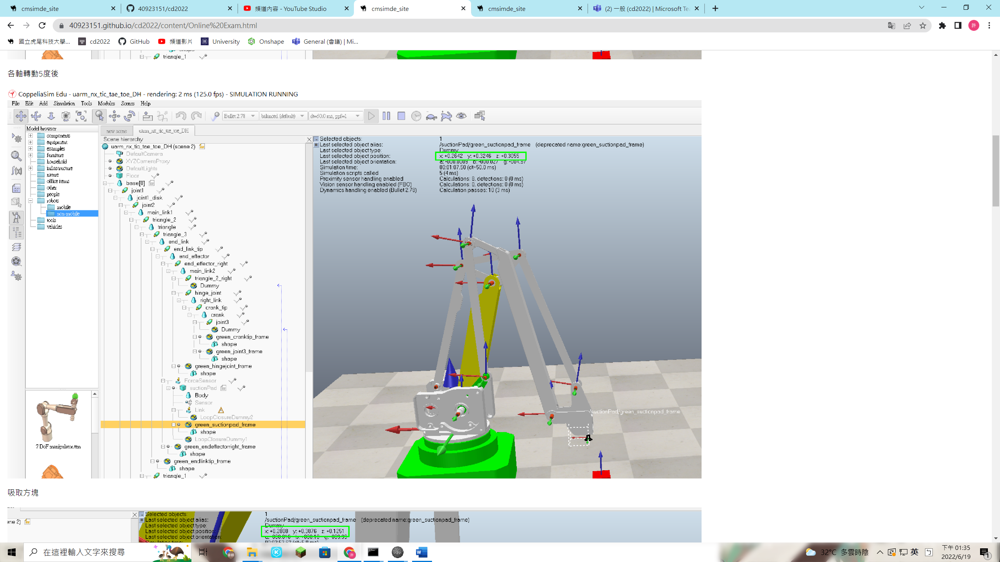 cmsimde_site
40923151/cd2022
頻道內容 - YouTube Studio
cmsimde_site
cmsimde_site
(2) 一般 (cd2022) | Microsoft Te
40923151.github.io/cd2022/content/Online%20Exam.html
許
國立虎尾科技大學...
cd2022
GitHub
頻道影片
University
Onshape
General (會議) | Mi...
triangle_1
各軸轉動5度後
CoppeliaSim Edu - uarm_nx_tic_tae_toe_DH - rendering: 2 ms (125.0 fps) - SIMULATION RUNNING
File Edit Add Simulation Tools Modules Scenes Help
Bullet 2.78
balanced (default)
dt=50.0 ms, ppf=1
Model browser
components
equipment
examples
furniture
household
infrastructure
nature
office items
other
people
robots
mobile
non-mobile
tools
vehicles
7 DoF manipulator.ttm
new scene
uarm_nx_tic_tae_toe_DH
Scene hierarchy
uarm_nx_tic_tae_toe_DH (scene 2)
DefaultCamera
XYZCameraProxy
DefaultLights
Floor
base[0]
joint1
joint1_disk
joint2
main_link1
triangle_2
triangle
triangle_3
end_link
end_link_tip
end_effector
end_effector_right
main_link2
triangle_2_right
Dummy
hinge_joint
right_link
crank_tip
crank
joint3
Dummy
green_cranktip_frame
shape
green_joint3_frame
shape
green_hingejoint_frame
shape
ForceSensor
suctionPad
Body
Sensor
Link
LoopClosureDummy2
green_suctionpad_frame
shape
LoopClosureDummy1
green_endeffectorright_frame
shape
green_endlinktip_frame
shape
triangle_1
Selected objects: 1
Last selected object alias: /suctionPad/green_suctionpad_frame (deprecated name:green_suctionpad_frame)
Last selected object type: Dummy
Last selected object position: x: +0.2642 y: +0.3246 z: +0.3055
Last selected object orientation: a: -000.0009 b: -000.027 g: -004.97
Simulation time: 00:01:07.50 (dt=50.0 ms)
Simulation scripts called 5 (4 ms)
Proximity sensor handling enabled Calculations: 8, detections: 0 (0 ms)
Vision sensor handling enabled (FBO) Calculations: 0, detections: 0 (0 ms)
Dynamics handling enabled (Bullet 2.78) Calculation passes: 10 (3 ms)
/suctionPad/green_suctionpad_frame
吸取方塊
ene 2)
Selected objects: 1
Last selected object alias: /suctionPad/green_suctionpad_frame (deprecated name:green_suctionpad_frame)
Last selected object type: Dummy
Last selected object position: x: +0.2808 y: +0.3876 z: +0.1251
Last selected object orientation:
在這裡輸入文字來搜尋
32°C 多雲時陰
英
ㄅ
下午 01:35
2022/6/19
1